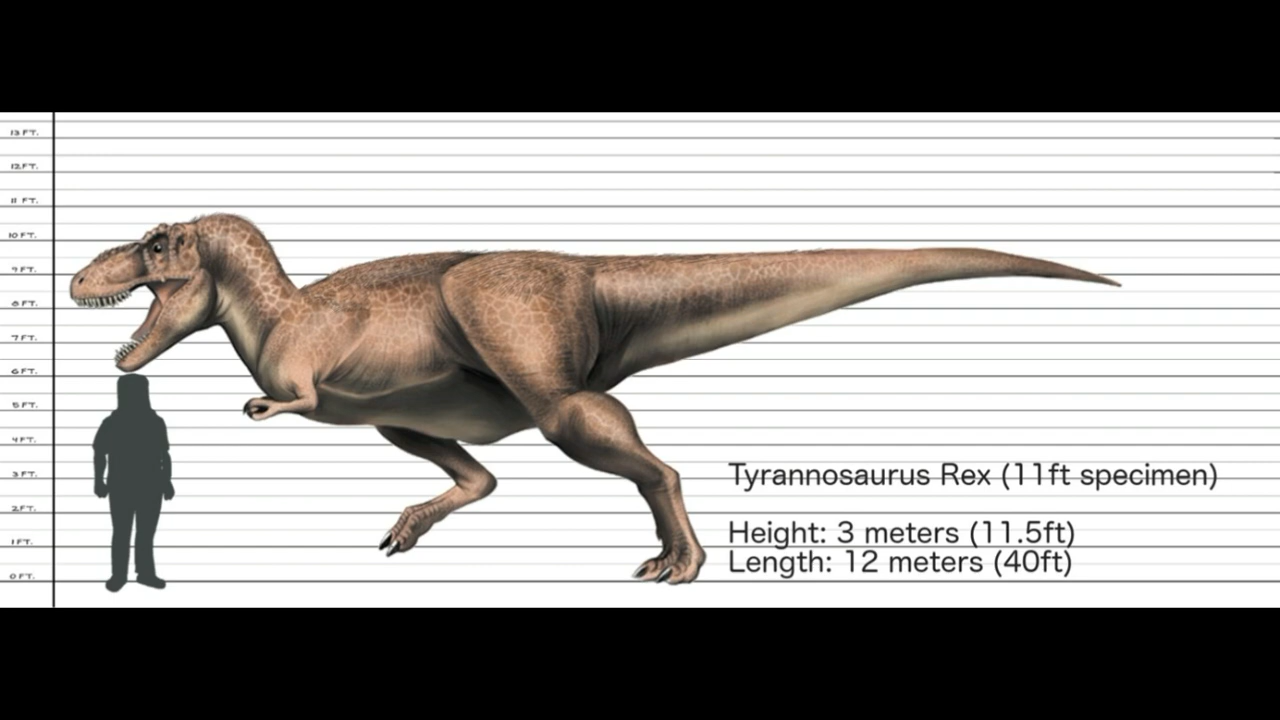 13 FT.
12 FT.
11 FT.
10 FT.
9 FT.
8 FT.
7 FT.
6 FT.
5 FT.
4 FT.
3 FT.
2 FT.
1 FT.
0 FT.
Tyrannosaurus Rex (11ft specimen)
Height: 3 meters (11.5ft)
Length: 12 meters (40ft)